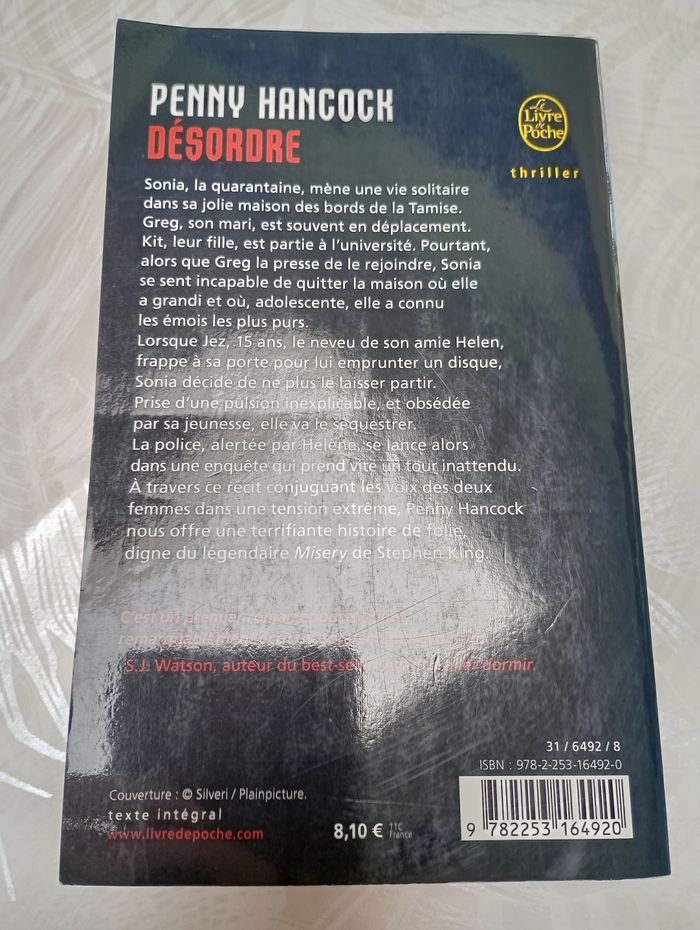 PENNY HANCOCK
DÉSORDRE
Le
Livre
de
Poche
thriller
Sonia, la quarantaine, mène une vie solitaire
dans sa jolie maison des bords de la Tamise.
Greg, son mari, est souvent en déplacement.
Kit, leur fille, est partie à l'université. Pourtant,
alors que Greg la presse de le rejoindre, Sonia
se sent incapable de quitter la maison où elle
a grandi et où, adolescente, elle a connu
les émois les plus purs.
Lorsque Jez, 15 ans, le neveu de son amie Helen,
frappe à sa porte pour lui emprunter un disque,
Sonia décide de ne plus le laisser partir.
Prise d'une pulsion inexplicable, et obsédée
par sa jeunesse, elle va le séquestrer.
La police, alertée par Hélène, se lance alors
dans une enquête qui prend vite un tour inattendu.
À travers ce récit conjuguant les voix des deux
femmes dans une tension extrême, Penny Hancock
nous offre une terrifiante histoire de folie,
digne du légendaire Misery de Stephen King.
C'est un premier roman
remarquablement
S.J. Watson, auteur du best-seller dormir.
31 / 6492 / 8
ISBN : 978-2-253-16492-0
Couverture : © Silveri / Plainpicture.
texte intégral
www.livredepoche.com
8,10 € TTC
France
9 782253 164920